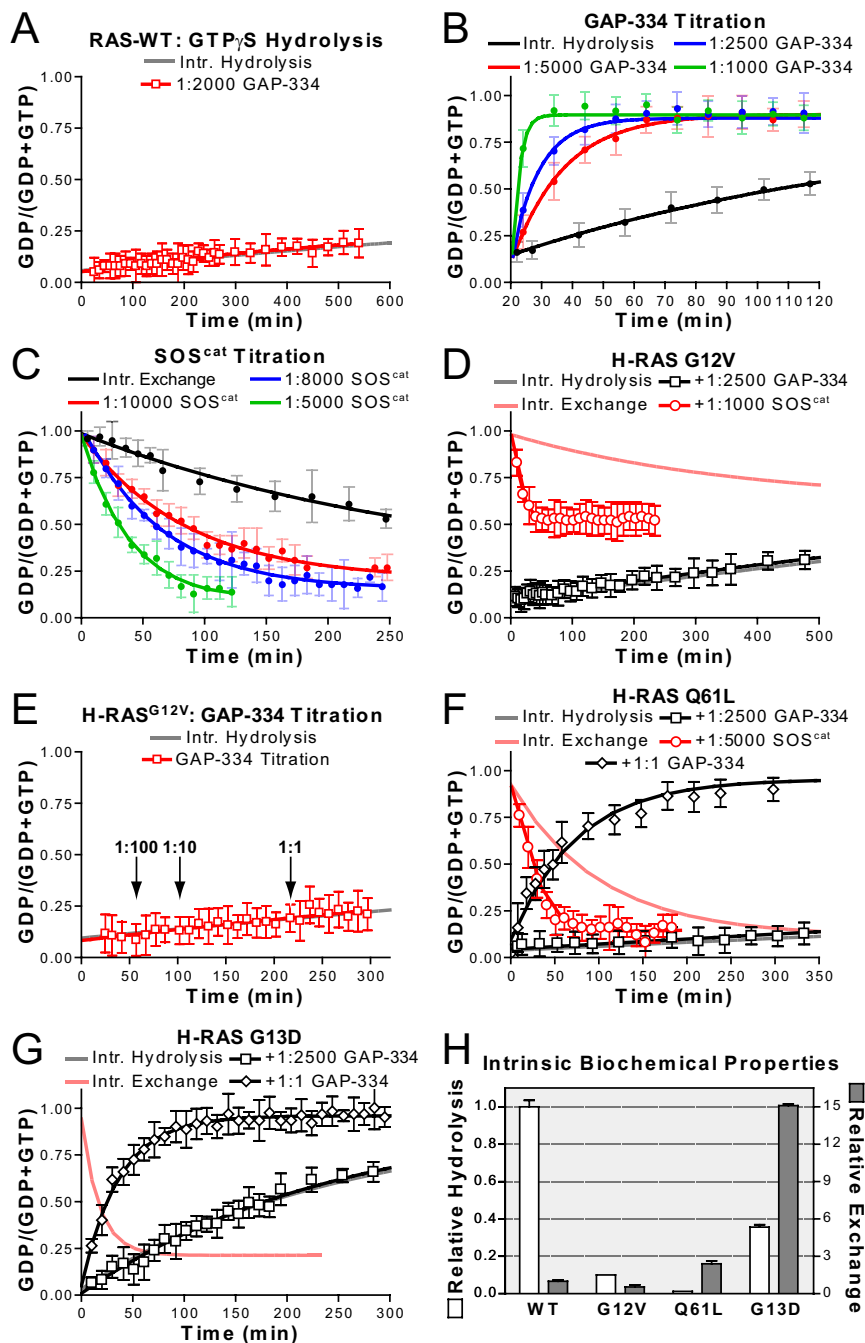 A
RAS-WT: GTPγS Hydrolysis
Intr. Hydrolysis
1:2000 GAP-334
GDP/(GDP+GTP)
1.00
0.75
0.50
0.25
0.00
0 100 200 300 400 500 600
Time (min)
B
GAP-334 Titration
Intr. Hydrolysis 1:2500 GAP-334
1:5000 GAP-334 1:1000 GAP-334
GDP/(GDP+GTP)
1.00
0.75
0.50
0.25
0.00
20 30 40 50 60 70 80 90 100 110 120
Time (min)
C
SOS^cat Titration
Intr. Exchange 1:8000 SOS^cat
1:10000 SOS^cat 1:5000 SOS^cat
GDP/(GDP+GTP)
1.00
0.75
0.50
0.25
0.00
0 50 100 150 200 250
Time (min)
D
H-RAS G12V
Intr. Hydrolysis +1:2500 GAP-334
Intr. Exchange +1:1000 SOS^cat
GDP/(GDP+GTP)
1.00
0.75
0.50
0.25
0.00
0 100 200 300 400 500
Time (min)
E
H-RAS^G12V: GAP-334 Titration
Intr. Hydrolysis
GAP-334 Titration
GDP/(GDP+GTP)
1.00
0.75
0.50
0.25
0.00
1:100 1:10 1:1
0 50 100 150 200 250 300
Time (min)
F
H-RAS Q61L
Intr. Hydrolysis +1:2500 GAP-334
Intr. Exchange +1:5000 SOS^cat
+1:1 GAP-334
GDP/(GDP+GTP)
1.00
0.75
0.50
0.25
0.00
0 50 100 150 200 250 300 350
Time (min)
G
H-RAS G13D
Intr. Hydrolysis +1:2500 GAP-334
Intr. Exchange +1:1 GAP-334
GDP/(GDP+GTP)
1.00
0.75
0.50
0.25
0.00
0 50 100 150 200 250 300
Time (min)
H
Intrinsic Biochemical Properties
Relative Hydrolysis
1.0
0.8
0.6
0.4
0.2
0.0
WT G12V Q61L G13D
15
12
9
6
3
0
Relative Exchange